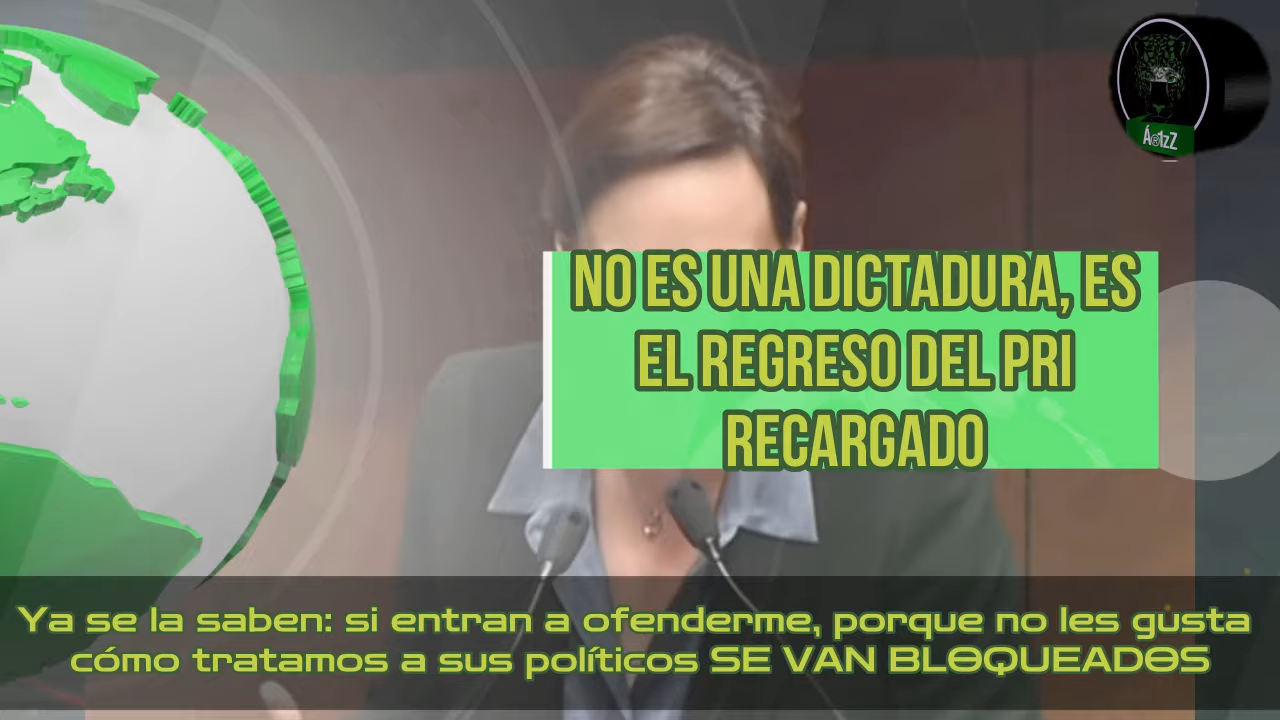 Á®1zZ
NO ES UNA DICTADURA, ES
EL REGRESO DEL PRI
RECARGADO
Ya se la saben: si entran a ofenderme, porque no les gusta
cómo tratamos a sus políticos SE VAN BLOQUEADOS